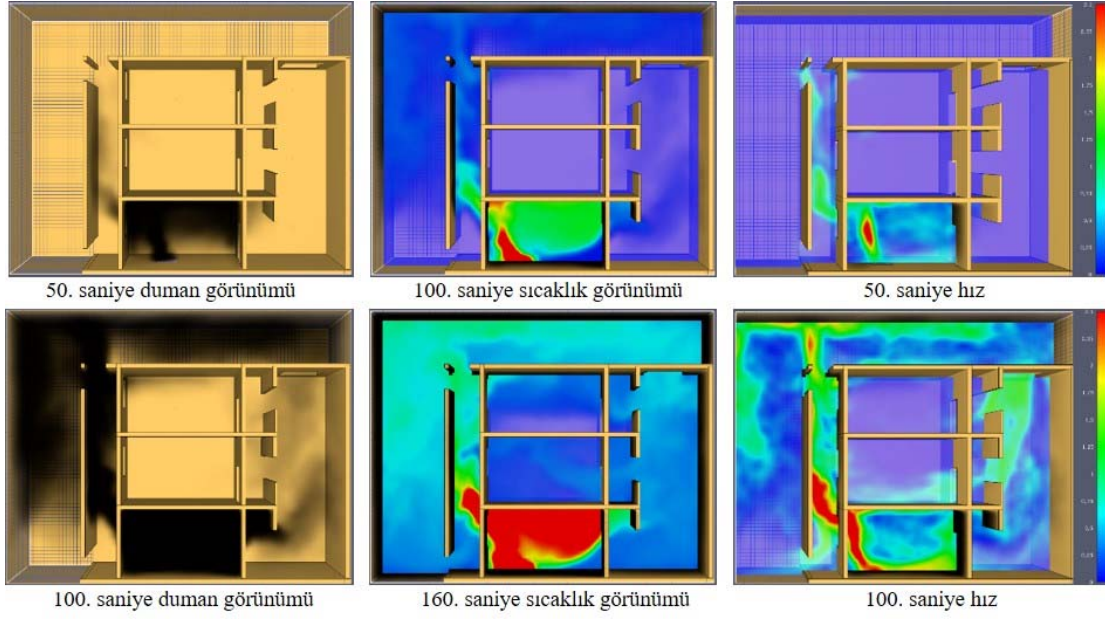 50. saniye duman görünümü
100. saniye sıcaklık görünümü
50. saniye hız
100. saniye duman görünümü
160. saniye sıcaklık görünümü
100. saniye hız